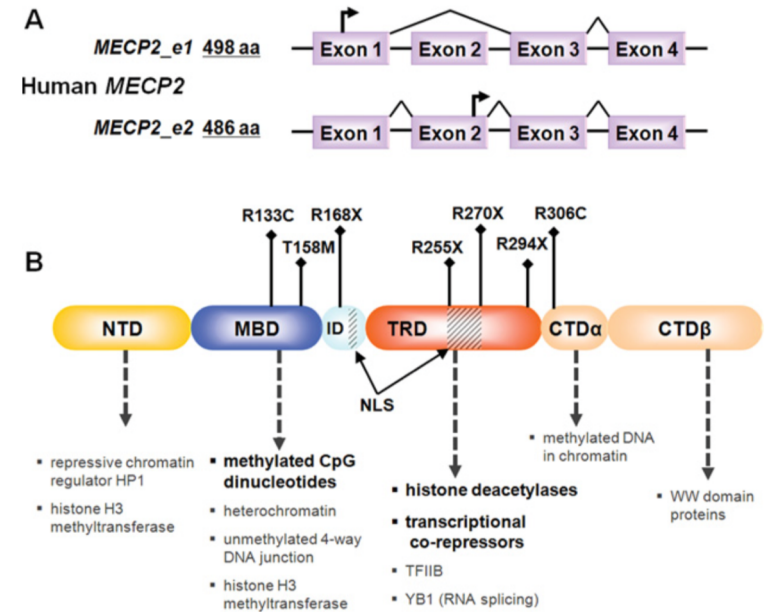 A
MECP2_e1 498 aa
Exon 1 Exon 2 Exon 3 Exon 4
Human MECP2
MECP2_e2 486 aa
Exon 1 Exon 2 Exon 3 Exon 4
B
R133C R168X R270X R306C
T158M R255X R294X
NTD MBD ID TRD CTDα CTDβ
NLS
▪ repressive chromatin
regulator HP1
▪ histone H3
methyltransferase
▪ methylated CpG
dinucleotides
▪ heterochromatin
▪ unmethylated 4-way
DNA junction
▪ histone H3
methyltransferase
▪ histone deacetylases
▪ transcriptional
co-repressors
▪ TFIIB
▪ YB1 (RNA splicing)
▪ methylated DNA
in chromatin
▪ WW domain
proteins